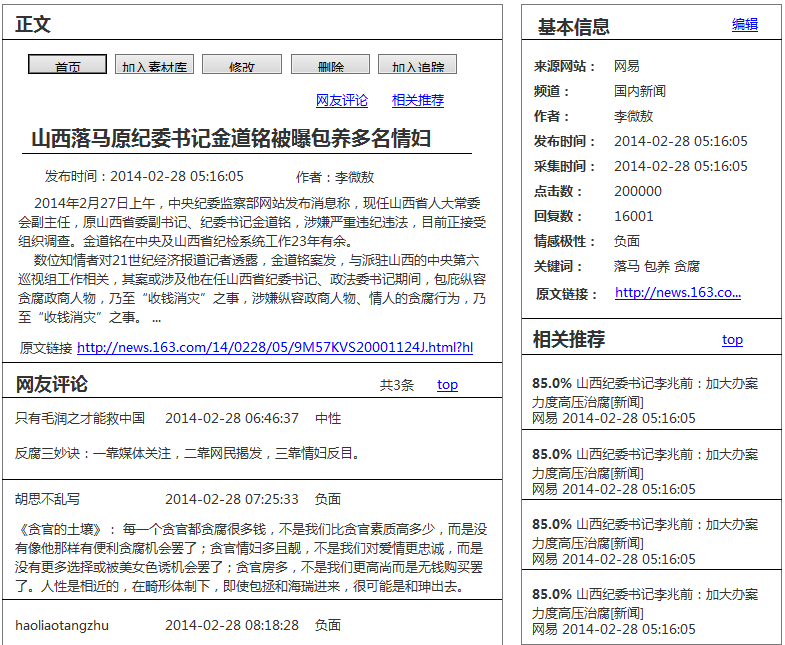 正文
首页 加入素材库 修改 删除 加入追踪
网友评论 相关推荐
山西落马原纪委书记金道铭被曝包养多名情妇
发布时间：2014-02-28 05:16:05 作者：李微敖
2014年2月27日上午，中央纪委监察部网站发布消息称，现任山西省人大常委
会副主任，原山西省委副书记、纪委书记金道铭，涉嫌严重违纪违法，目前正接受
组织调查。金道铭在中央及山西省纪检系统工作23年有余。
数位知情者对21世纪经济报道记者透露，金道铭案发，与派驻山西的中央第六
巡视组工作相关，其案或涉及他在任山西省纪委书记、政法委书记期间，包庇纵容
贪腐政商人物，乃至“收钱消灾”之事，涉嫌纵容政商人物、情人的贪腐行为，乃
至“收钱消灾”之事。 ...
原文链接 http://news.163.com/14/0228/05/9M57KVS20001124J.html?hl
网友评论 共3条 top
只有毛润之才能救中国 2014-02-28 06:46:37 中性
反腐三妙诀：一靠媒体关注，二靠网民揭发，三靠情妇反目。
胡思不乱写 2014-02-28 07:25:33 负面
《贪官的土壤》： 每一个贪官都贪腐很多钱，不是我们比贪官素质高多少，而是没
有像他那样有便利贪腐机会罢了；贪官情妇多且靓，不是我们对爱情更忠诚，而是
没有更多选择或被美女色诱机会罢了；贪官房多，不是我们更高尚而是无钱购买罢
了。人性是相近的，在畸形体制下，即使包拯和海瑞进来，很可能是和珅出去。
haoliaotangzhu 2014-02-28 08:18:28 负面
基本信息 编辑
来源网站： 网易
频道： 国内新闻
作者： 李微敖
发布时间： 2014-02-28 05:16:05
采集时间： 2014-02-28 05:16:05
点击数： 200000
回复数： 16001
情感极性： 负面
关键词： 落马 包养 贪腐
原文链接： http://news.163.co...
相关推荐 top
85.0% 山西纪委书记李兆前：加大办案
力度高压治腐[新闻]
网易 2014-02-28 05:16:05
85.0% 山西纪委书记李兆前：加大办案
力度高压治腐[新闻]
网易 2014-02-28 05:16:05
85.0% 山西纪委书记李兆前：加大办案
力度高压治腐[新闻]
网易 2014-02-28 05:16:05
85.0% 山西纪委书记李兆前：加大办案
力度高压治腐[新闻]
网易 2014-02-28 05:16:05